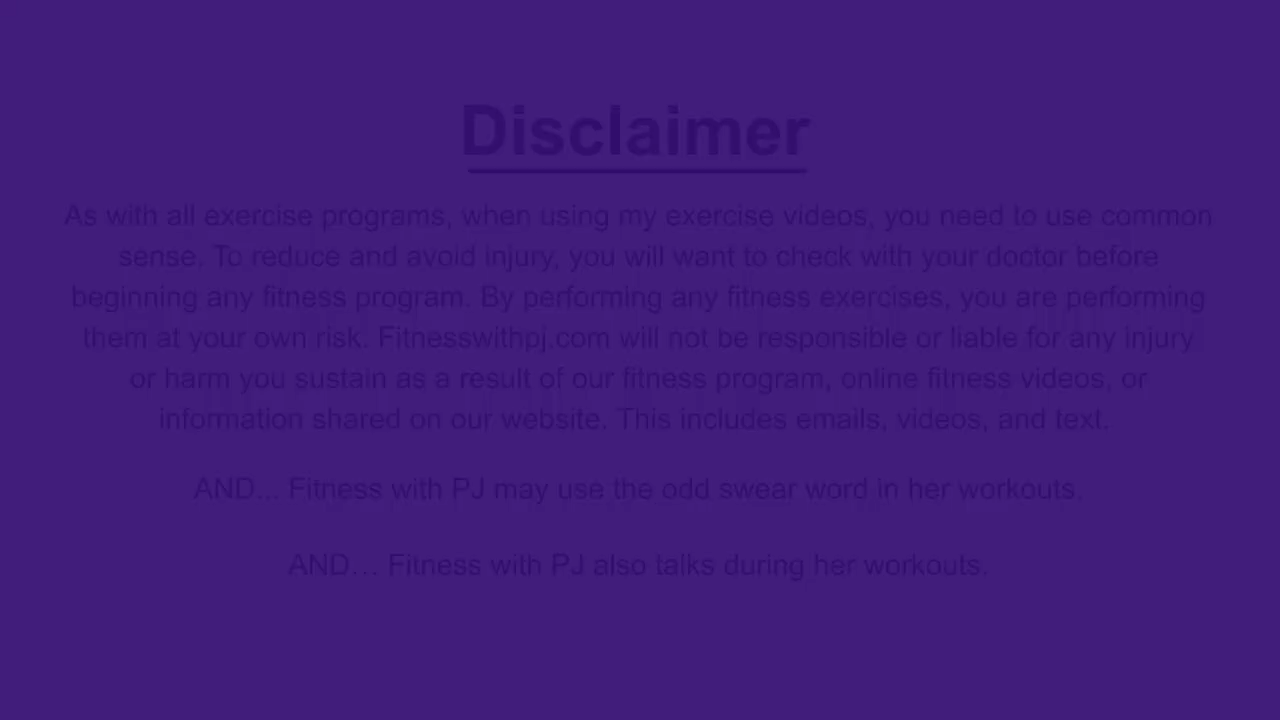 Disclaimer
As with all exercise programs, when using my exercise videos, you need to use common
sense. To reduce and avoid injury, you will want to check with your doctor before
beginning any fitness program. By performing any fitness exercises, you are performing
them at your own risk. Fitnesswithpj.com will not be responsible or liable for any injury
or harm you sustain as a result of our fitness program, online fitness videos, or
information shared on our website. This includes emails, videos, and text.
AND... Fitness with PJ may use the odd swear word in her workouts.
AND... Fitness with PJ also talks during her workouts.